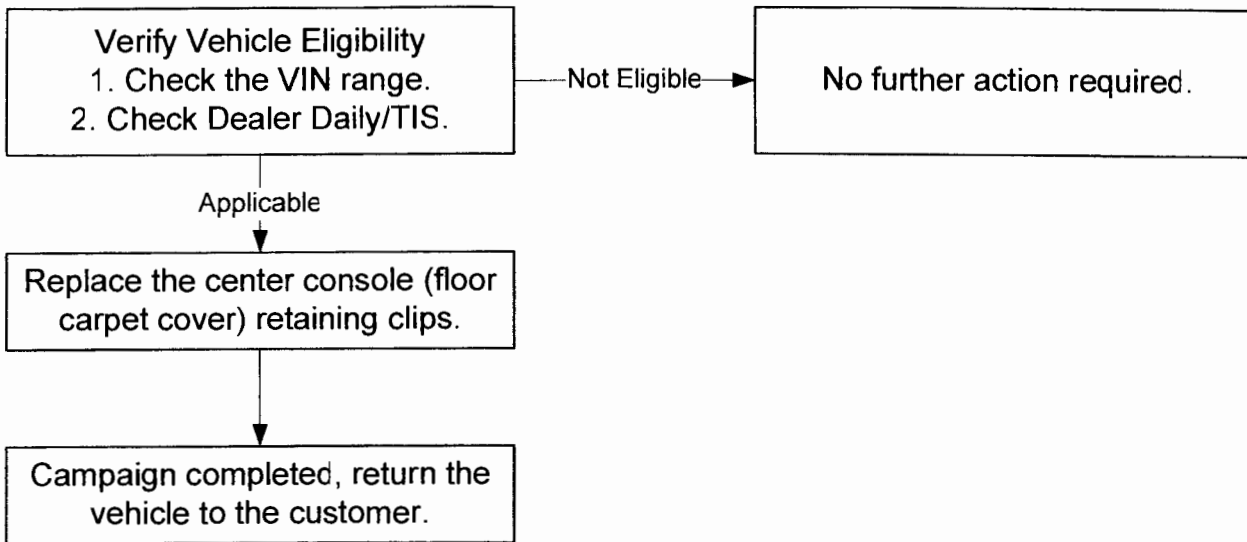 Verify Vehicle Eligibility
1. Check the VIN range.
2. Check Dealer Daily/TIS.
Not Eligible
No further action required.
Applicable
Replace the center console (floor
carpet cover) retaining clips.
Campaign completed, return the
vehicle to the customer.